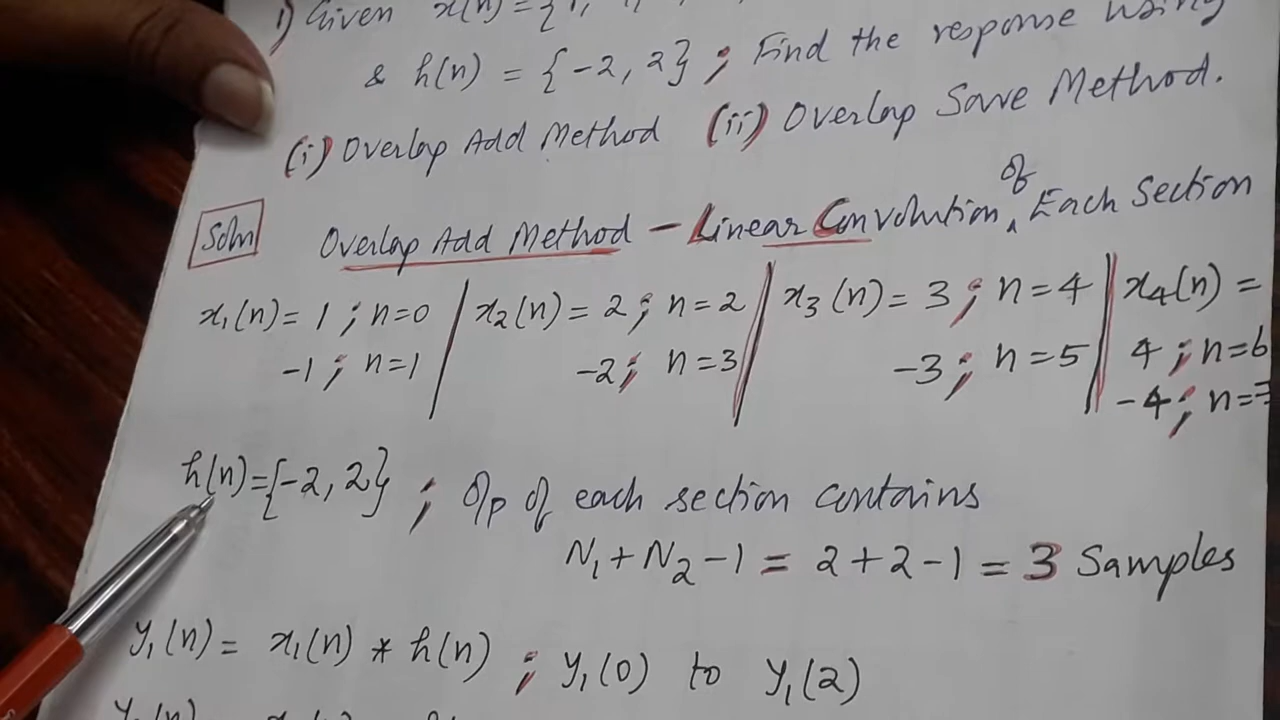 1) Given x(n) = {1,
& h(n) = {-2, 2} ; Find the response using
(i) Overlap Add Method (ii) Overlap Save Method.
Soln Overlap Add Method - Linear Convolution of Each Section
x₁(n) = 1 ; n=0 | x₂(n) = 2 ; n=2 | x₃(n) = 3 ; n=4 | x₄(n) =
-1 ; n=1 -2 ; n=3 -3 ; n=5 4 ; n=6
-4 ; n=7
h(n)={-2, 2} ; O/p of each section contains
N₁+N₂-1 = 2+2-1 = 3 Samples
y₁(n) = x₁(n) * h(n) ; y₁(0) to y₁(2)